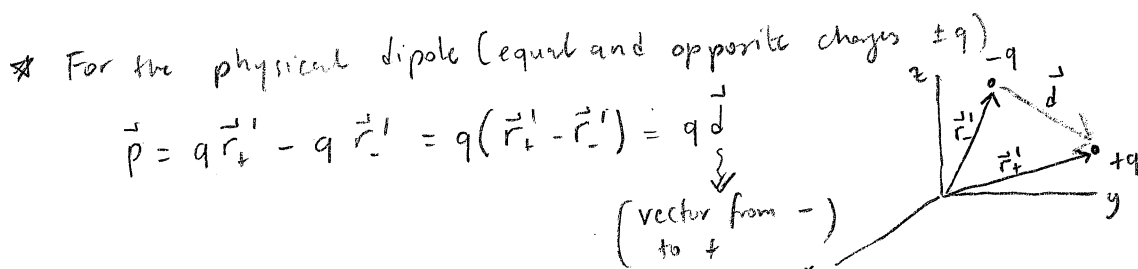 * For the physical dipole (equal and opposite charges ±q)
p⃗ = q r⃗₊' - q r⃗₋' = q(r⃗₊' - r⃗₋') = q d⃗
(vector from -
to +)
z
-q
d⃗
r⃗₋'
r⃗₊'
+q
y